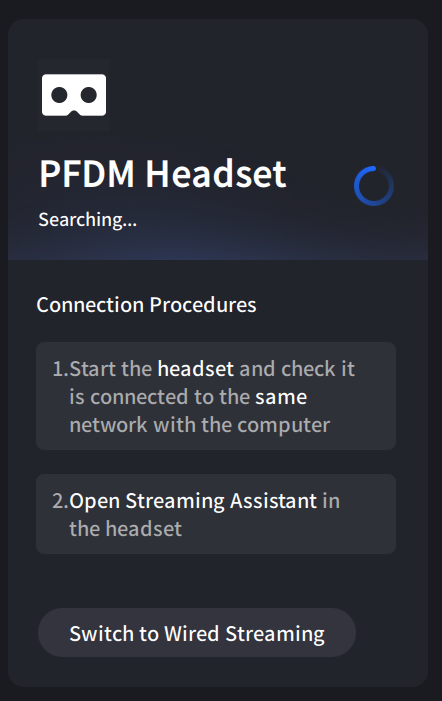 PFDM Headset
Searching...
Connection Procedures
1.Start the headset and check it
is connected to the same
network with the computer
2.Open Streaming Assistant in
the headset
Switch to Wired Streaming